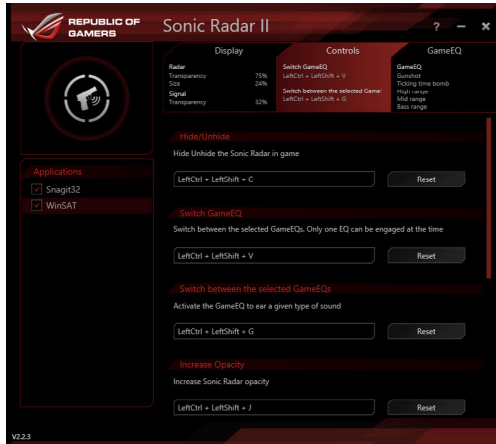 REPUBLIC OF
GAMERS
Sonic Radar II
? – x
Display
Radar
Transparency 75%
Size 24%
Signal
Transparency 32%
Controls
Switch GameEQ
LeftCtrl + LeftShift + V
Switch between the selected Game
LeftCtrl + LeftShift + G
GameEQ
GameEQ
Gunshot
Ticking time bomb
High range
Mid range
Bass range
Applications
Snagit32
WinSAT
Hide/Unhide
Hide Unhide the Sonic Radar in game
LeftCtrl + LeftShift + C Reset
Switch GameEQ
Switch between the selected GameEQs. Only one EQ can be engaged at the time
LeftCtrl + LeftShift + V Reset
Switch between the selected GameEQs
Activate the GameEQ to ear a given type of sound
LeftCtrl + LeftShift + G Reset
Increase Opacity
Increase Sonic Radar opacity
LeftCtrl + LeftShift + J Reset
V2.2.3